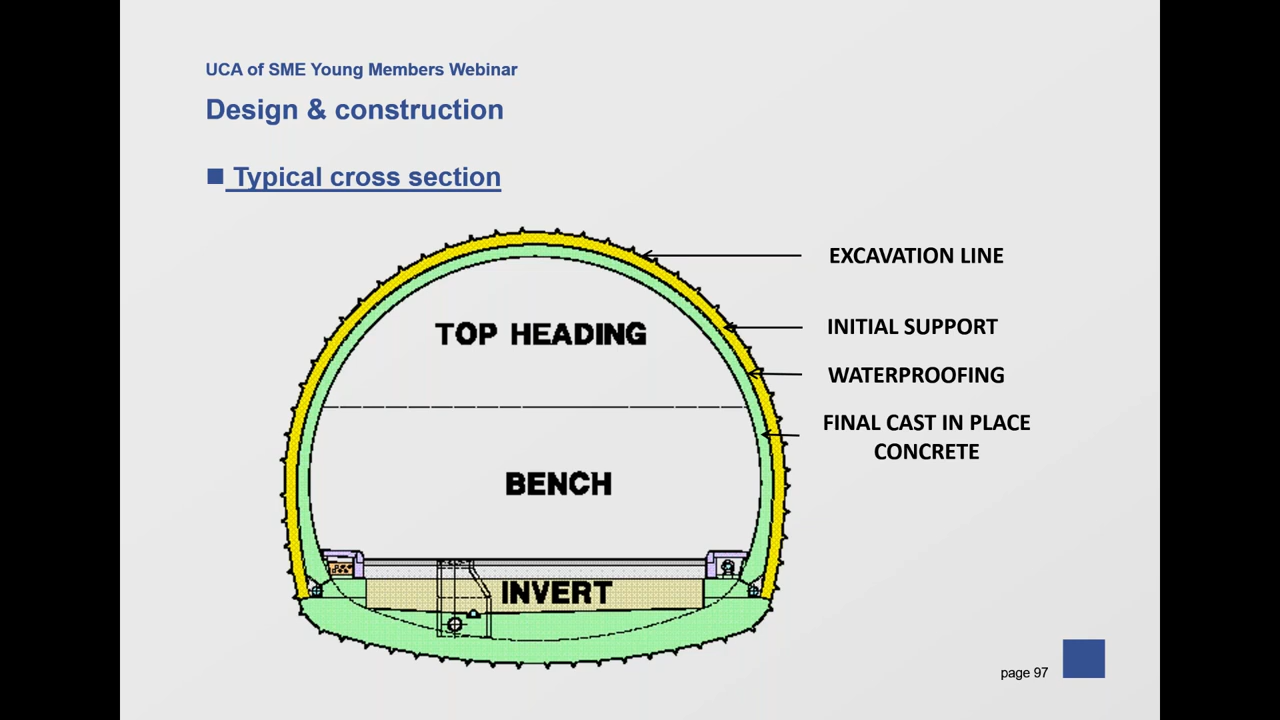 UCA of SME Young Members Webinar
Design & construction
Typical cross section
EXCAVATION LINE
TOP HEADING
INITIAL SUPPORT
WATERPROOFING
FINAL CAST IN PLACE
CONCRETE
BENCH
INVERT
page 97